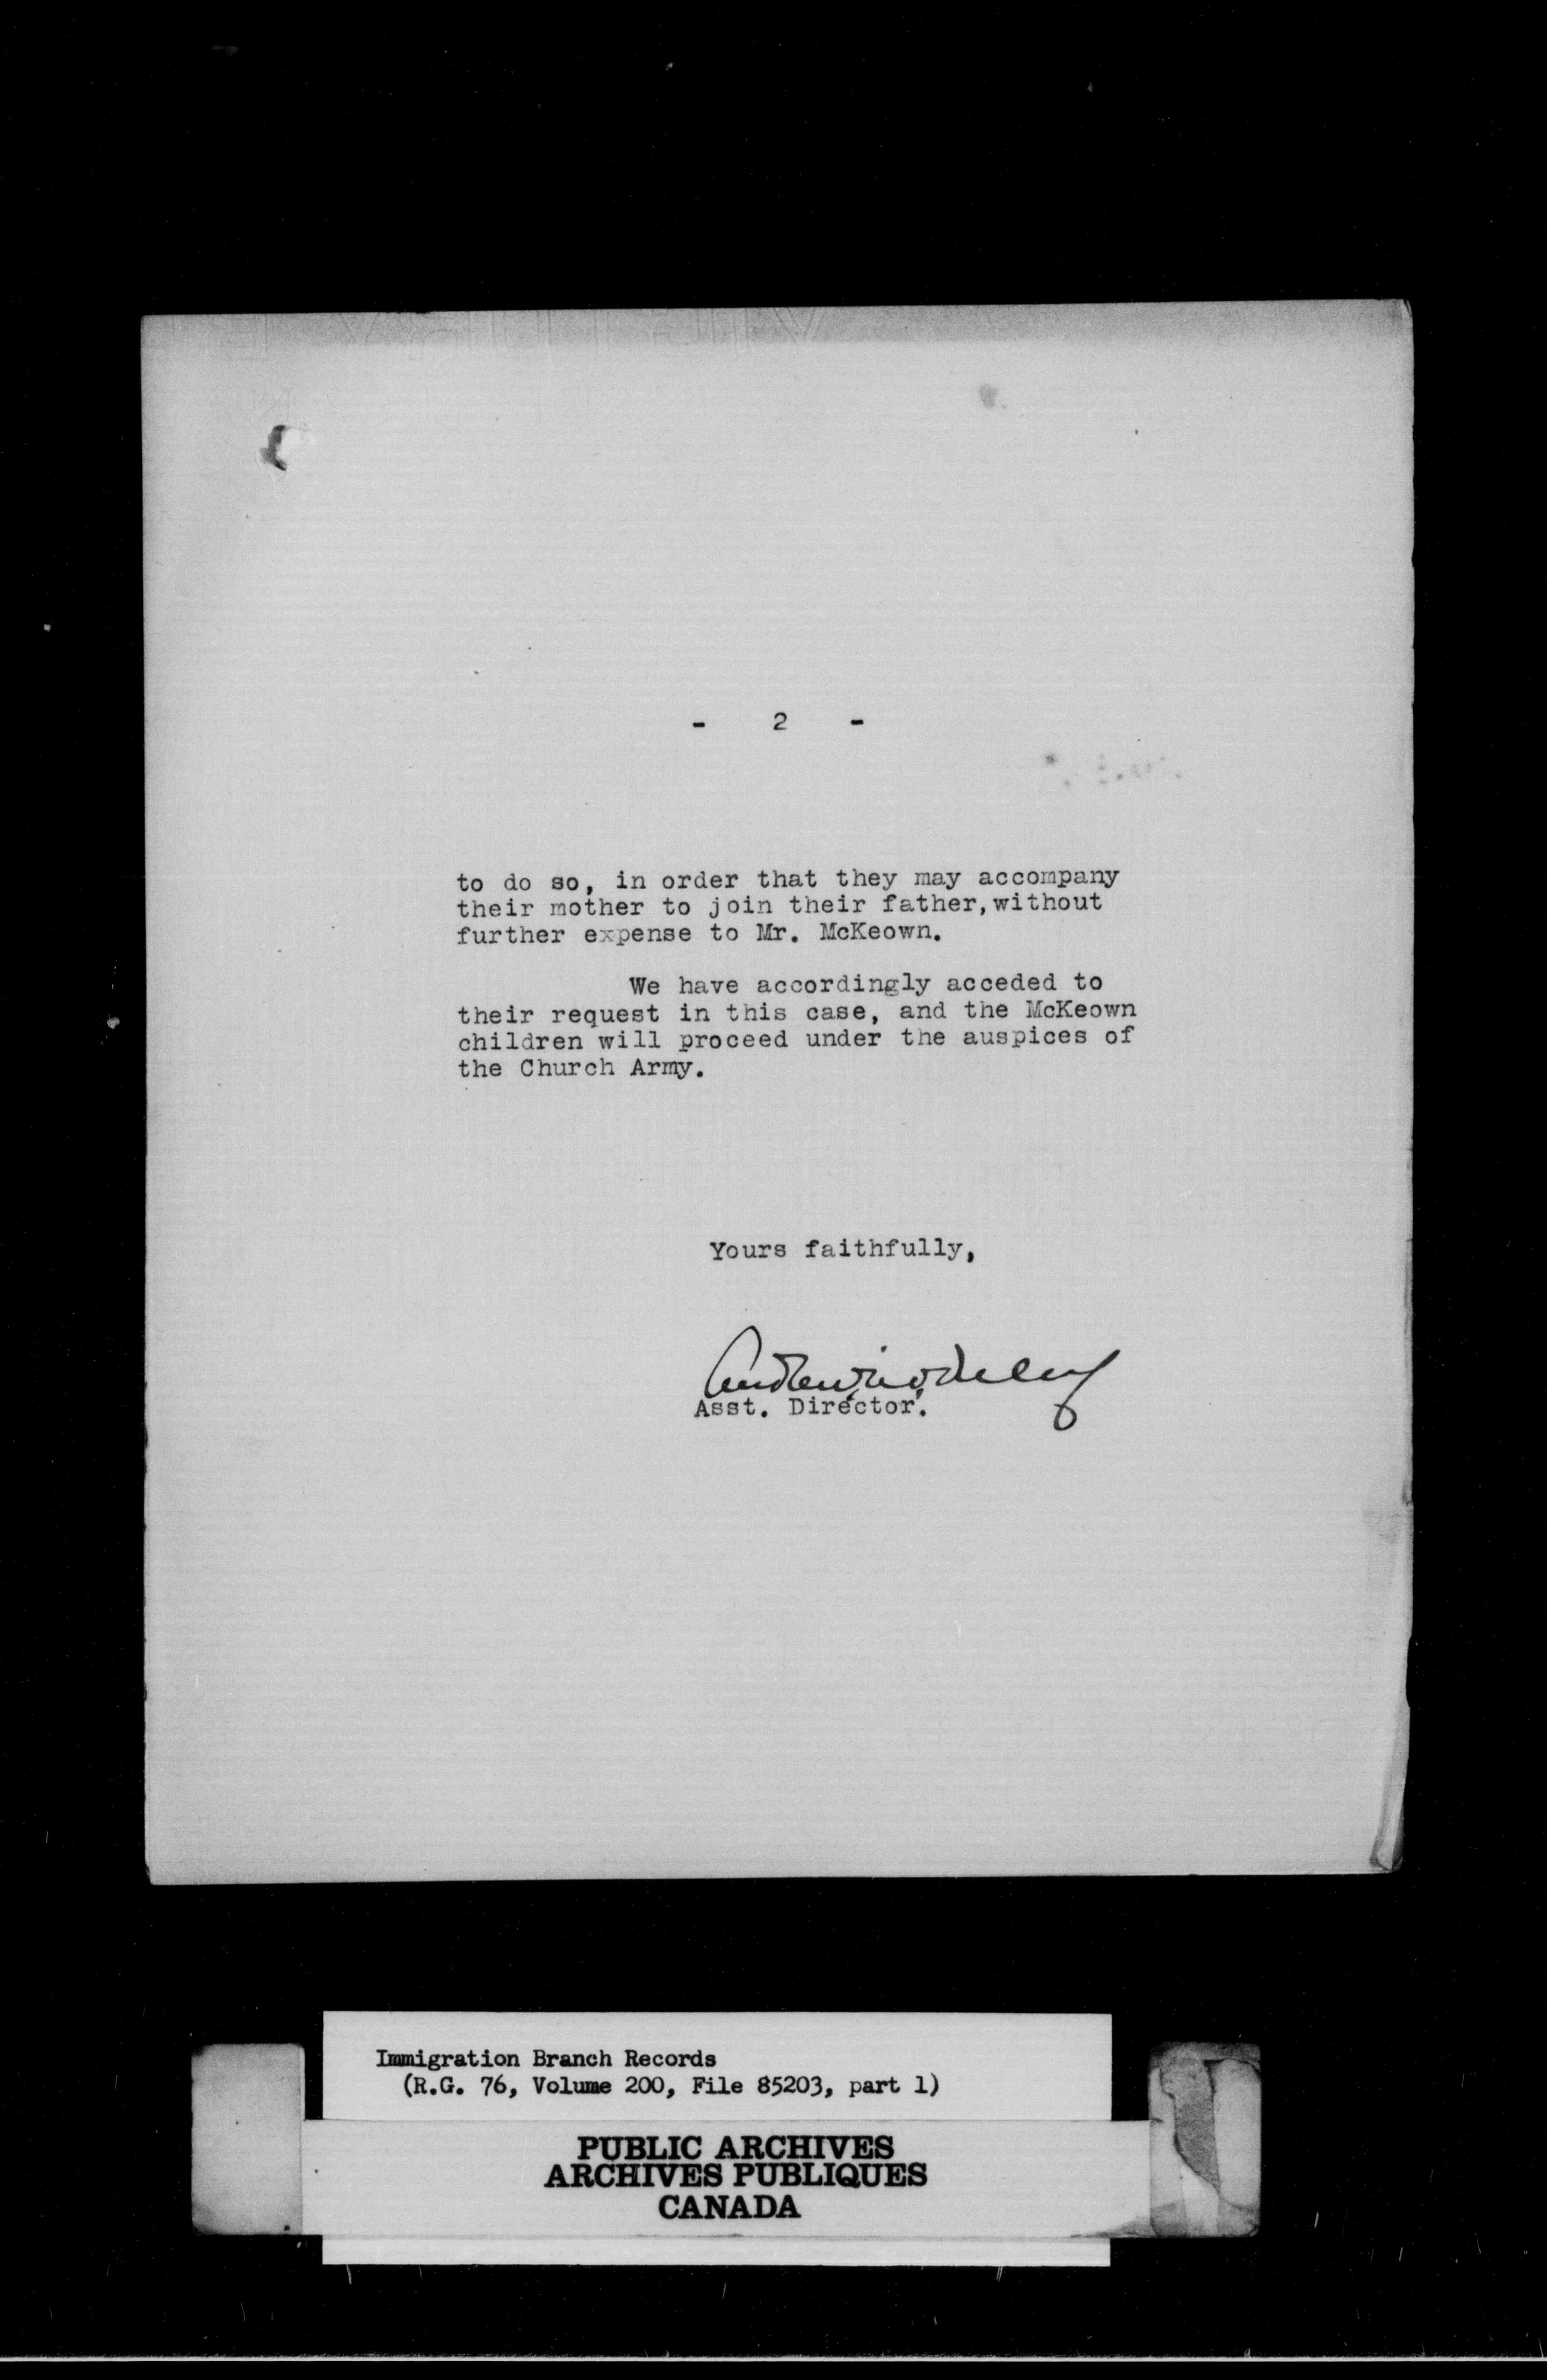 - 2 -
to do so, in order that they may accompany
their mother to join their father,without
further expense to Mr. McKeown.
We have accordingly acceded to
their request in this case, and the McKeown
children will proceed under the auspices of
the Church Army.
Yours faithfully,
Asst. Director.
Immigration Branch Records
(R.G. 76, Volume 200, File 85203, part 1)
PUBLIC ARCHIVES
ARCHIVES PUBLIQUES
CANADA